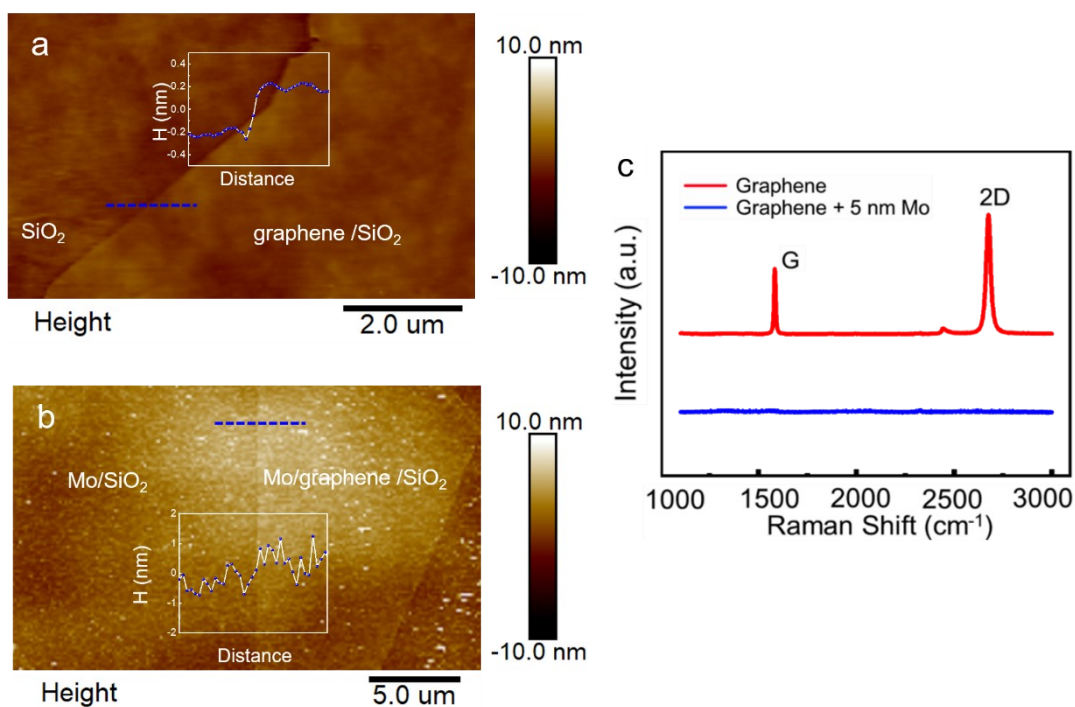 a
10.0 nm
0.4
0.2
0.0
-0.2
-0.4
H (nm)
Distance
SiO₂
graphene /SiO₂
-10.0 nm
Height
2.0 um
b
10.0 nm
Mo/SiO₂
Mo/graphene /SiO₂
2
1
0
-1
-2
H (nm)
Distance
-10.0 nm
Height
5.0 um
c
Graphene
Graphene + 5 nm Mo
2D
G
Intensity (a.u.)
1000 1500 2000 2500 3000
Raman Shift (cm⁻¹)